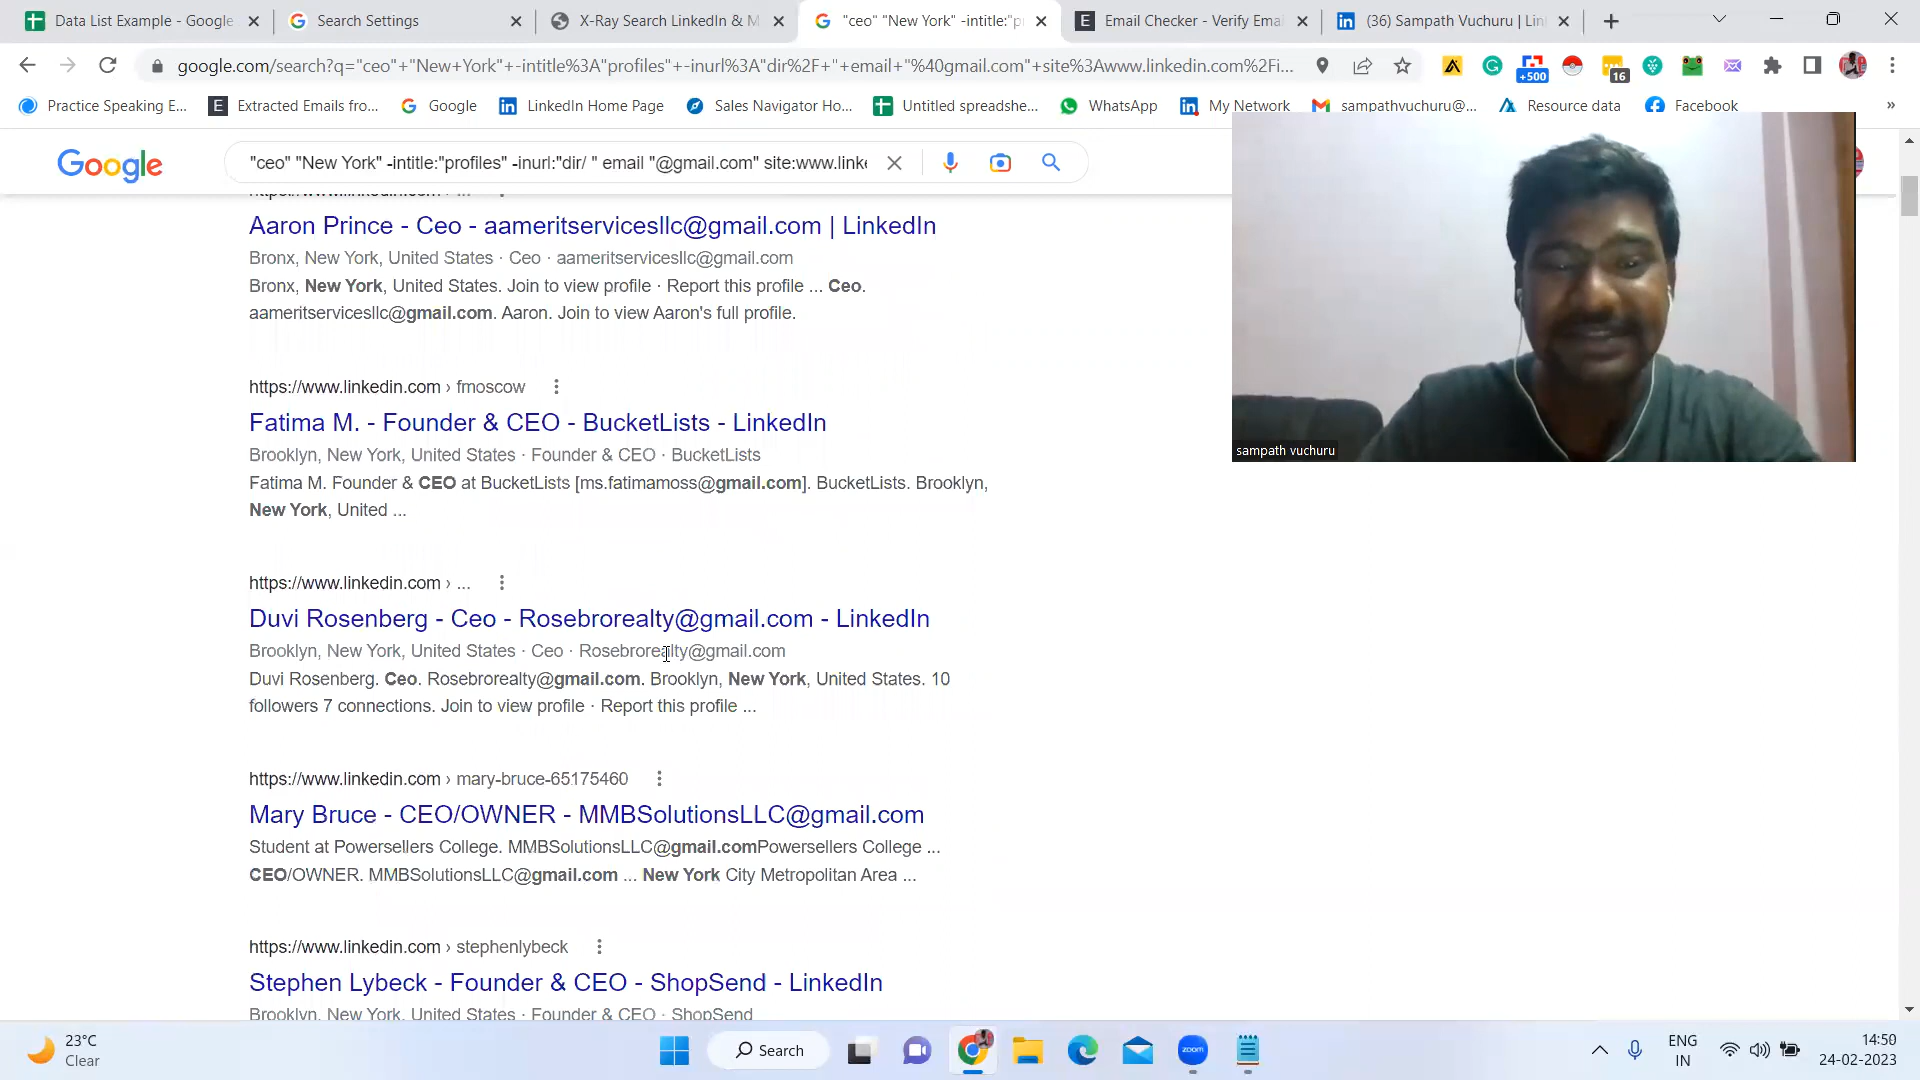 Data List Example - Google
Search Settings
X-Ray Search LinkedIn & M
"ceo" "New York" -intitle:"pr
Email Checker - Verify Emai
(36) Sampath Vuchuru | Lin
google.com/search?q="ceo"+"New+York"+-intitle%3A"profiles"+-inurl%3A"dir%2F+"+email+"%40gmail.com"+site%3Awww.linkedin.com%2Fi...
+500
16
Practice Speaking E...
Extracted Emails fro...
Google
LinkedIn Home Page
Sales Navigator Ho...
Untitled spreadshe...
WhatsApp
My Network
sampathvuchuru@...
Resource data
Facebook
»
Google
"ceo" "New York" -intitle:"profiles" -inurl:"dir/ " email "@gmail.com" site:www.linke
https://www.linkedin.com › ...
Aaron Prince - Ceo - aameritservicesllc@gmail.com | LinkedIn
Bronx, New York, United States · Ceo · aameritservicesllc@gmail.com
Bronx, New York, United States. Join to view profile · Report this profile ... Ceo.
aameritservicesllc@gmail.com. Aaron. Join to view Aaron's full profile.
https://www.linkedin.com › fmoscow
Fatima M. - Founder & CEO - BucketLists - LinkedIn
Brooklyn, New York, United States · Founder & CEO · BucketLists
Fatima M. Founder & CEO at BucketLists [ms.fatimamoss@gmail.com]. BucketLists. Brooklyn,
New York, United ...
https://www.linkedin.com › ...
Duvi Rosenberg - Ceo - Rosebrorealty@gmail.com - LinkedIn
Brooklyn, New York, United States · Ceo · Rosebrorealty@gmail.com
Duvi Rosenberg. Ceo. Rosebrorealty@gmail.com. Brooklyn, New York, United States. 10
followers 7 connections. Join to view profile · Report this profile ...
https://www.linkedin.com › mary-bruce-65175460
Mary Bruce - CEO/OWNER - MMBSolutionsLLC@gmail.com
Student at Powersellers College. MMBSolutionsLLC@gmail.comPowersellers College ...
CEO/OWNER. MMBSolutionsLLC@gmail.com ... New York City Metropolitan Area ...
https://www.linkedin.com › stephenlybeck
Stephen Lybeck - Founder & CEO - ShopSend - LinkedIn
Brooklyn, New York, United States · Founder & CEO · ShopSend
sampath vuchuru
23°C
Clear
Search
zoom
ENG
IN
14:50
24-02-2023